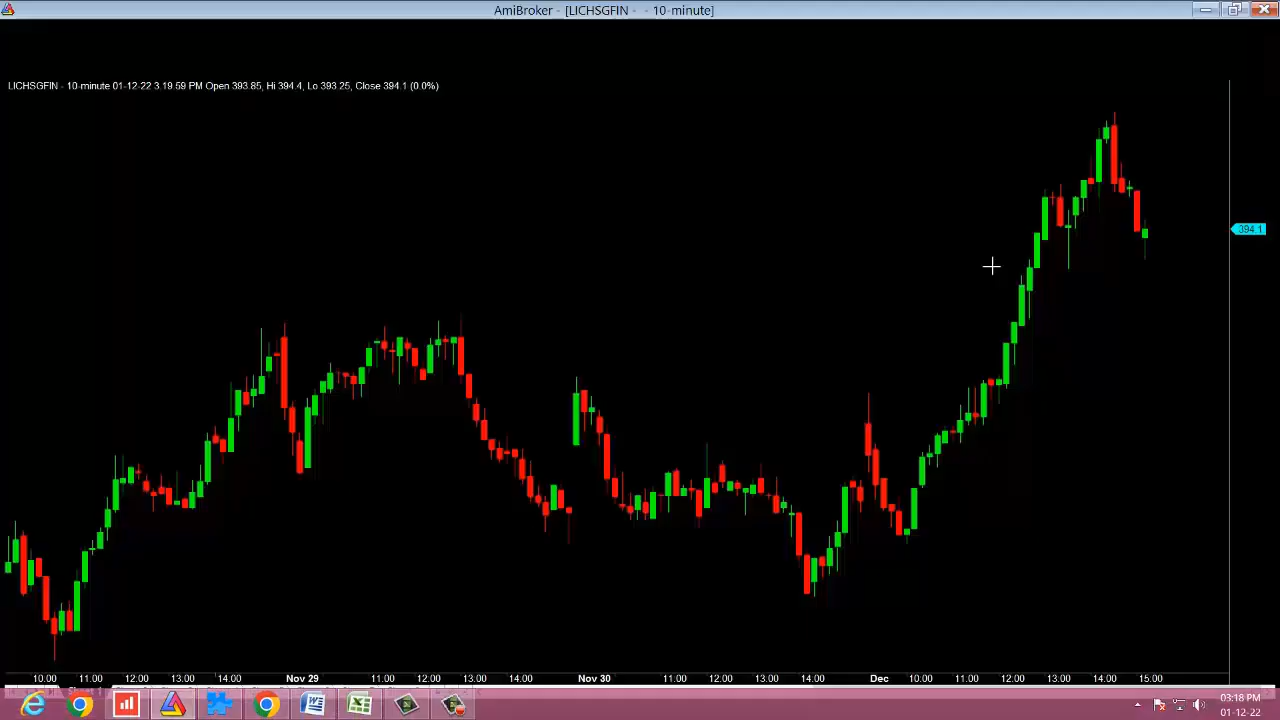 AmiBroker - [LICHSGFIN - - 10-minute]
LICHSGFIN - 10-minute 01-12-22 3.19.59 PM Open 393.85, Hi 394.4, Lo 393.25, Close 394.1 (0.0%)
394.1
10.00 11.00 12.00 13.00 14.00 Nov 29 11.00 12.00 13.00 14.00 Nov 30 11.00 12.00 13.00 14.00 Dec 10.00 11.00 12.00 13.00 14.00 15.00
03:18 PM
01-12-22